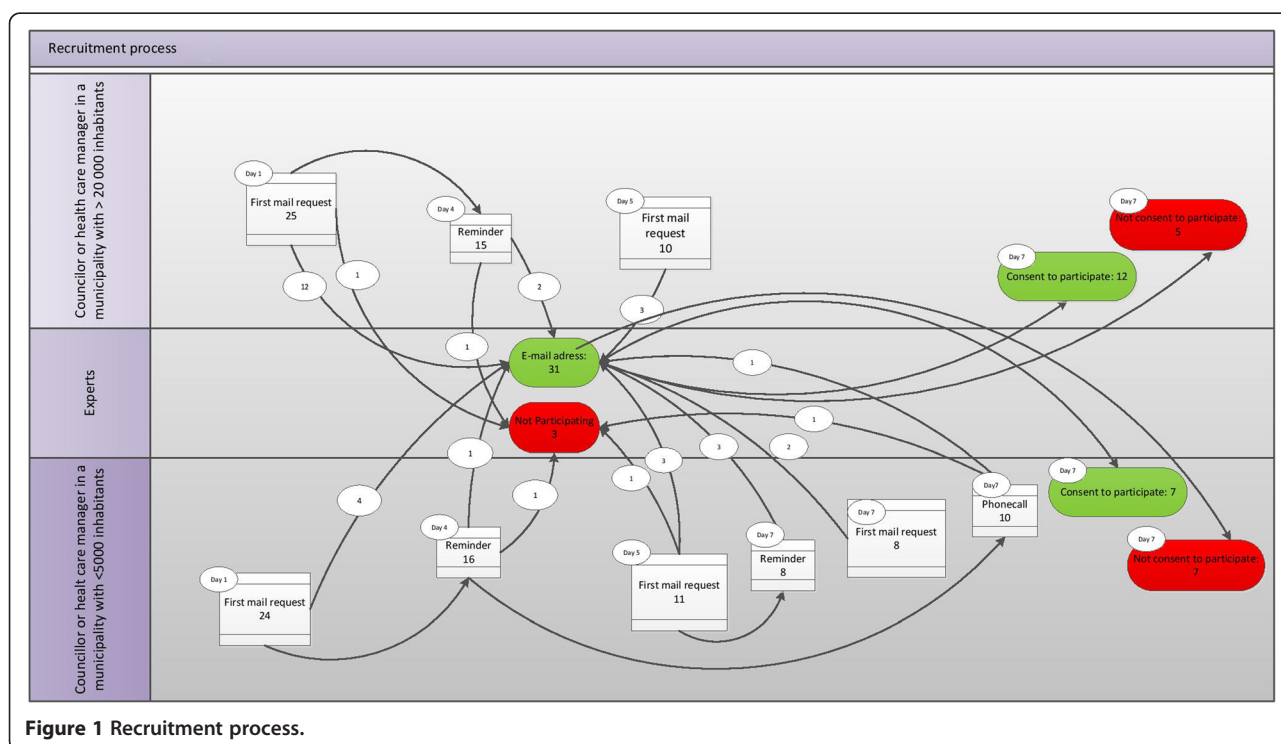 Recruitment process
Councilor or health care manager in a
municipality with > 20 000 inhabitants
Day 1
First mail request
25
Day 4
Reminder
15
Day 5
First mail
request
10
Day 7
Not consent to participate:
5
Day 7
Consent to participate: 12
12
1
2
3
1
Experts
E-mail adress:
31
Not Participating
3
1
1
1
3
3
2
4
1
1
Councillor or healt care manager in a
municipality with <5000 inhabitants
Day 1
First mail request
24
Day 4
Reminder
16
Day 5
First mail request
11
Day 7
Reminder
8
Day 7
First mail request
8
Day7
Phonecall
10
Day 7
Consent to participate: 7
Day 7
Not consent to participate:
7
Figure 1 Recruitment process.